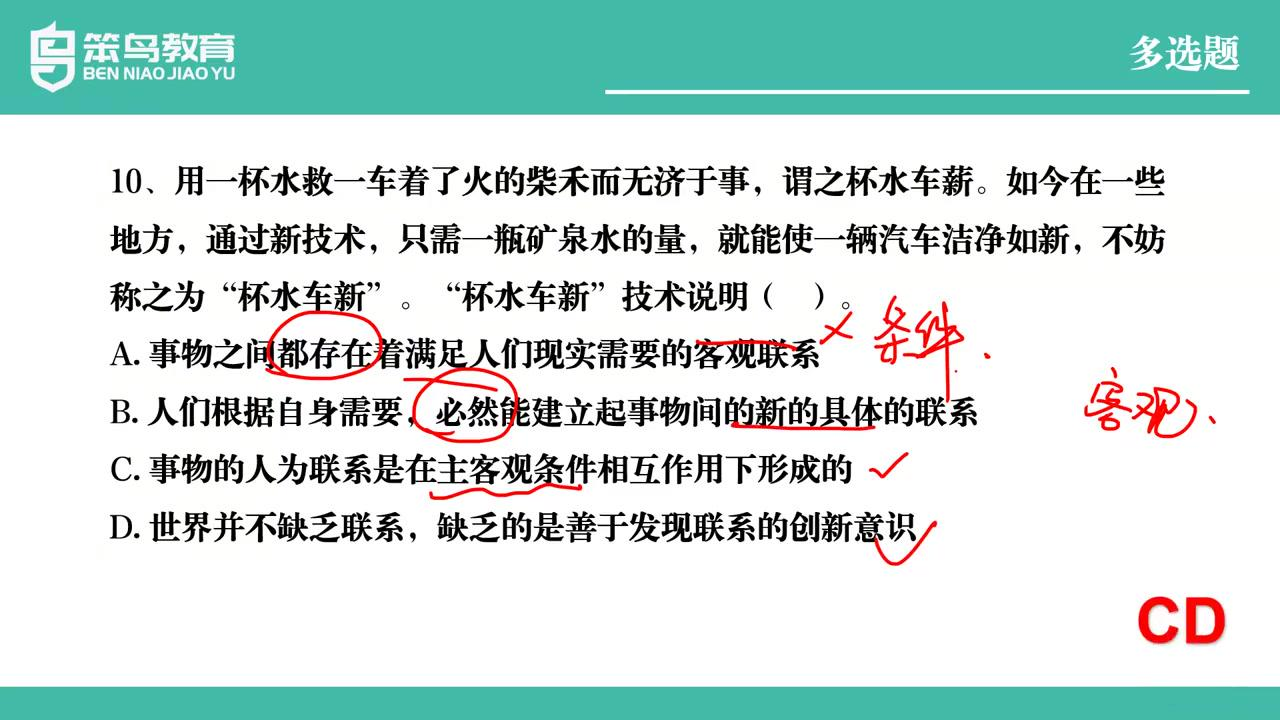 笨鸟教育
BEN NIAO JIAO YU
多选题
10、用一杯水救一车着了火的柴禾而无济于事，谓之杯水车薪。如今在一些
地方，通过新技术，只需一瓶矿泉水的量，就能使一辆汽车洁净如新，不妨
称之为“杯水车新”。“杯水车新”技术说明（　）。
A. 事物之间都存在着满足人们现实需要的客观联系
条件.
B. 人们根据自身需要，必然能建立起事物间的新的具体的联系
客观、
C. 事物的人为联系是在主客观条件相互作用下形成的
D. 世界并不缺乏联系，缺乏的是善于发现联系的创新意识
CD